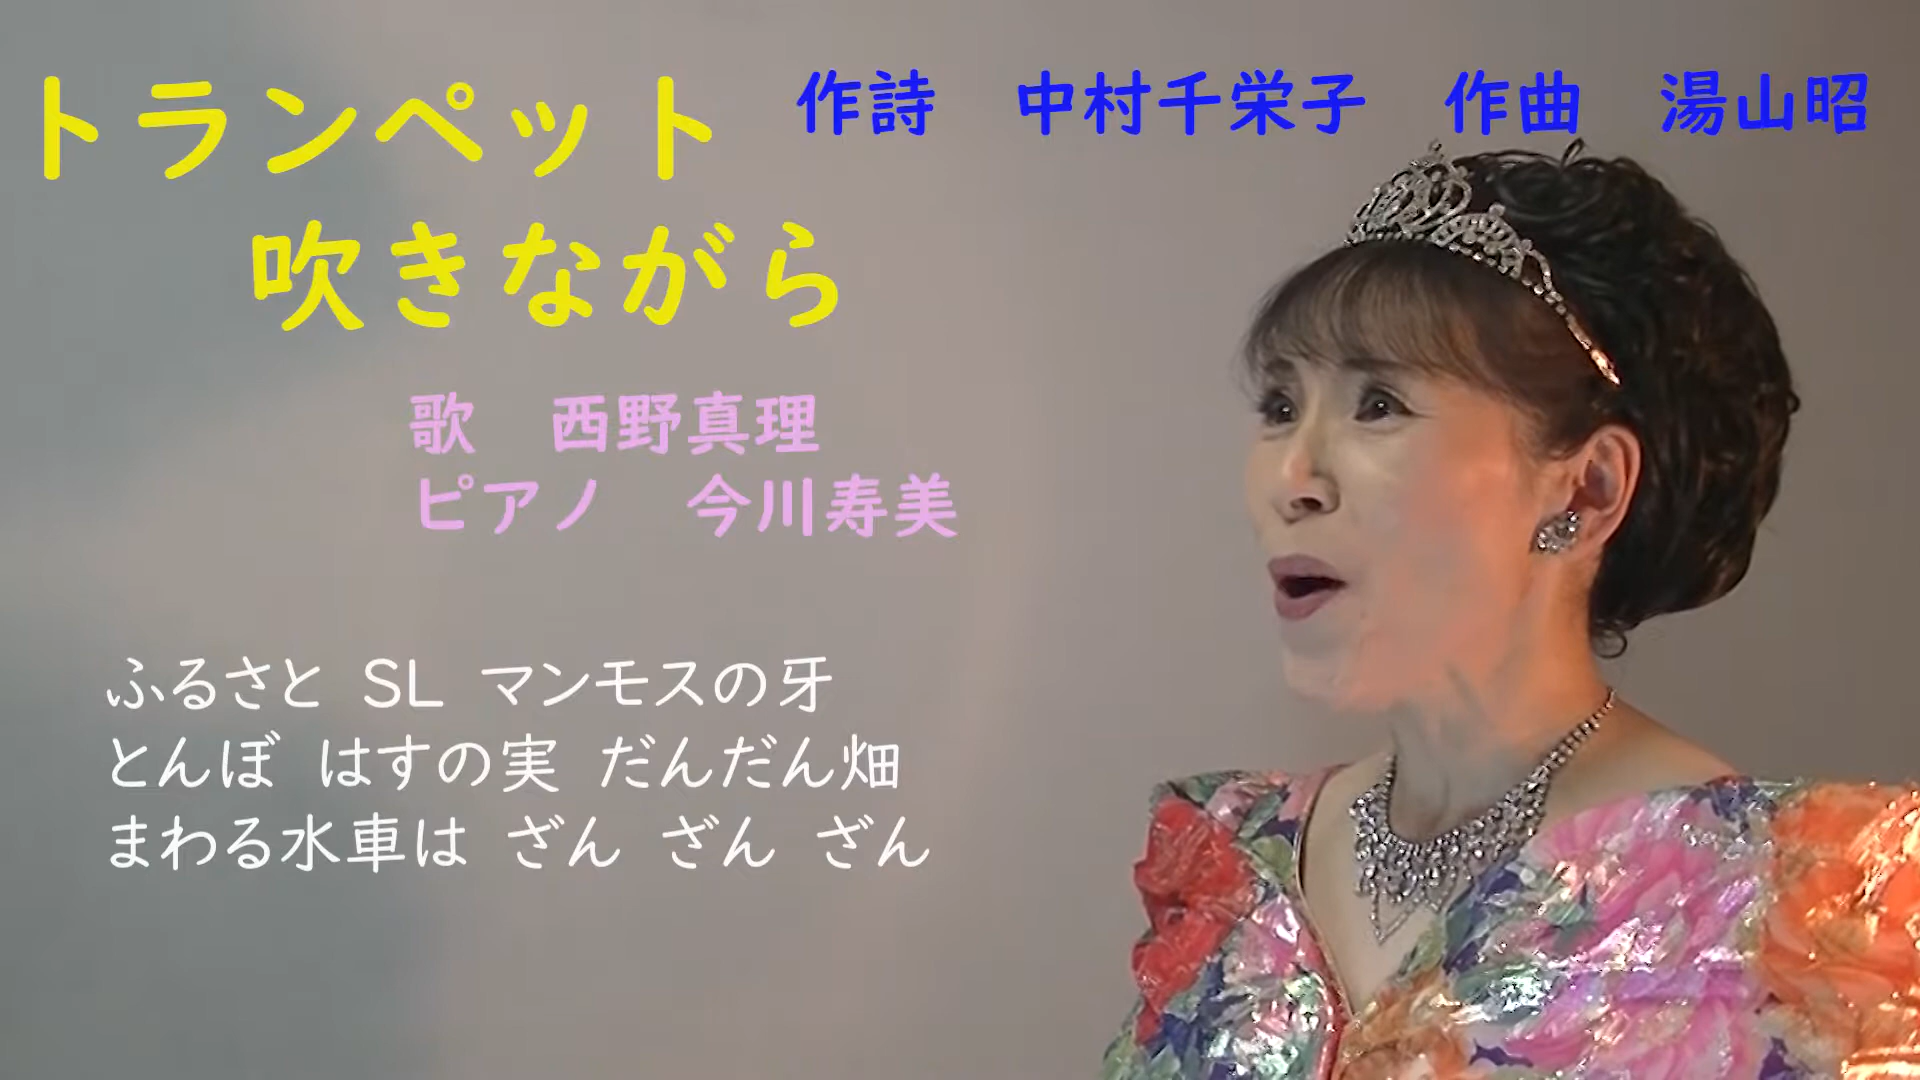 トランペット
吹きながら
作詩　中村千栄子　作曲　湯山昭
歌　西野真理
ピアノ　今川寿美
ふるさと SL マンモスの牙
とんぼ はすの実 だんだん畑
まわる水車は ざん ざん ざん